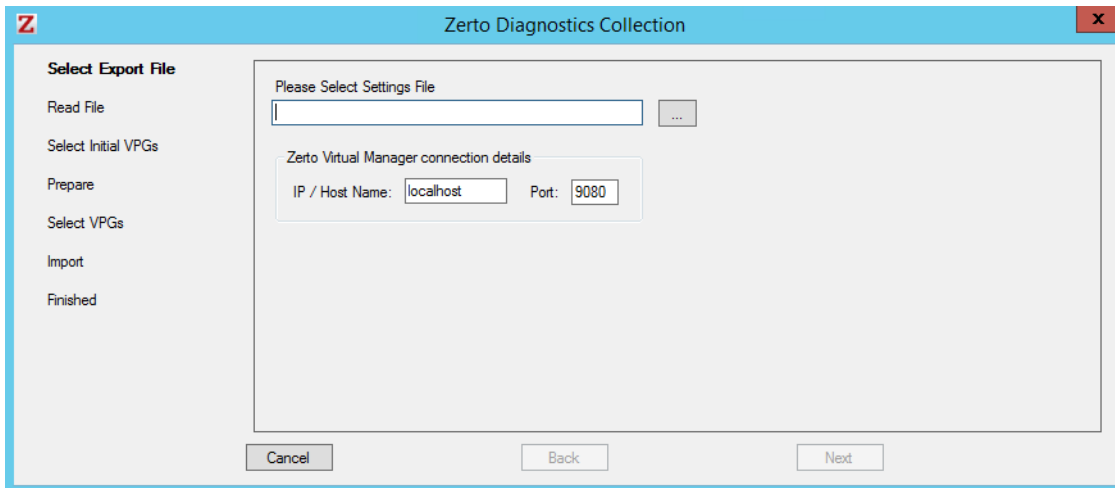 Z Zerto Diagnostics Collection x
Select Export File
Read File
Select Initial VPGs
Prepare
Select VPGs
Import
Finished
Please Select Settings File
...
Zerto Virtual Manager connection details
IP / Host Name: localhost Port: 9080
Cancel Back Next